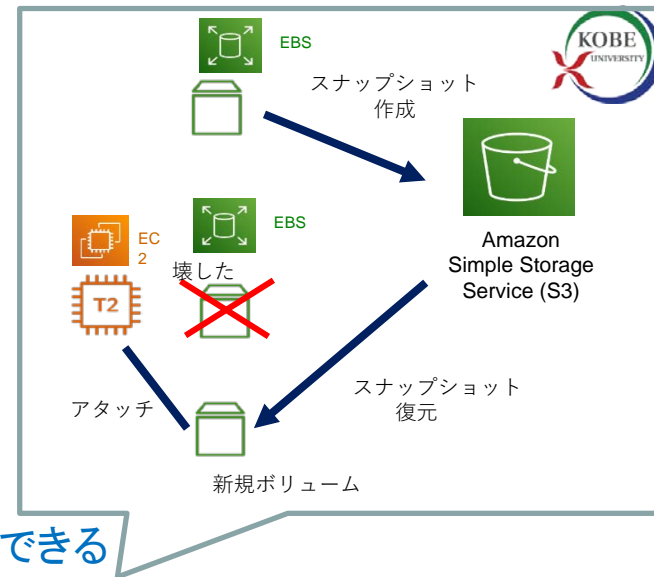 EBS
KOBE
UNIVERSITY
スナップショット
作成
EBS
EC
2
壊した
T2
Amazon
Simple Storage
Service (S3)
アタッチ
スナップショット
復元
新規ボリューム
できる